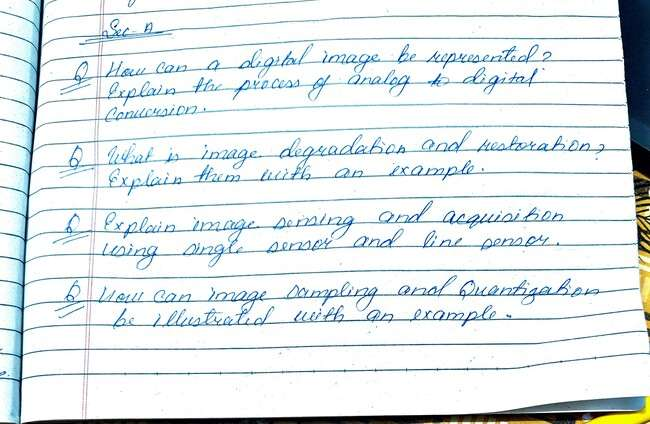 Sec-A
Q How can a digital image be represented?
Explain the process of analog to digital
conversion.
Q What is image degradation and restoration?
Explain them with an example.
Q Explain image sensing and acquisition
using single sensor and line sensor.
Q How can image sampling and Quantization
be illustrated with an example.